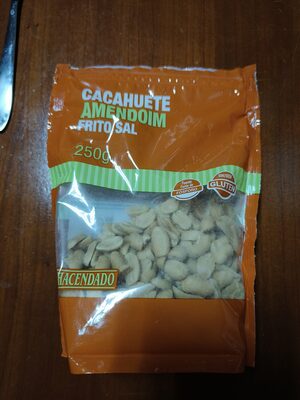 CACAHUETE
AMENDOIM
FRITO SAL
250g
GLUTEN
HACENDADO